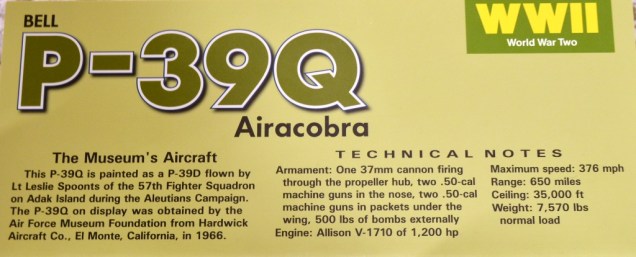 BELL
WWII
World War Two
P-39Q
Airacobra
The Museum's Aircraft
This P-39Q is painted as a P-39D flown by
Lt Leslie Spoonts of the 57th Fighter Squadron
on Adak Island during the Aleutians Campaign.
The P-39Q on display was obtained by the
Air Force Museum Foundation from Hardwick
Aircraft Co., El Monte, California, in 1966.
TECHNICAL NOTES
Armament: One 37mm cannon firing
through the propeller hub, two .50-cal
machine guns in the nose, two .50-cal
machine guns in packets under the
wing, 500 lbs of bombs externally
Engine: Allison V-1710 of 1,200 hp
Maximum speed: 376 mph
Range: 650 miles
Ceiling: 35,000 ft
Weight: 7,570 lbs
normal load